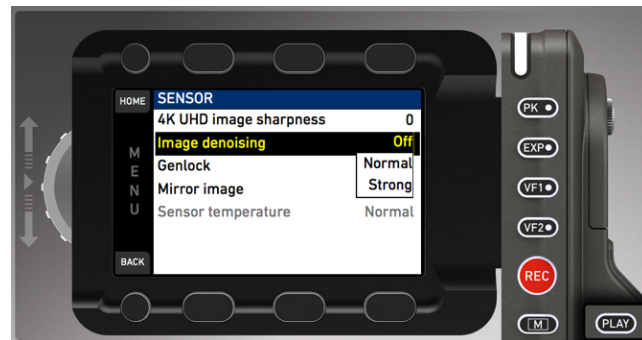 HOME
SENSOR
4K UHD image sharpness 0
Image denoising Off
Genlock Normal
Mirror image Strong
Sensor temperature Normal
MENU
BACK
PK
EXP
VF1
VF2
REC
M
PLAY